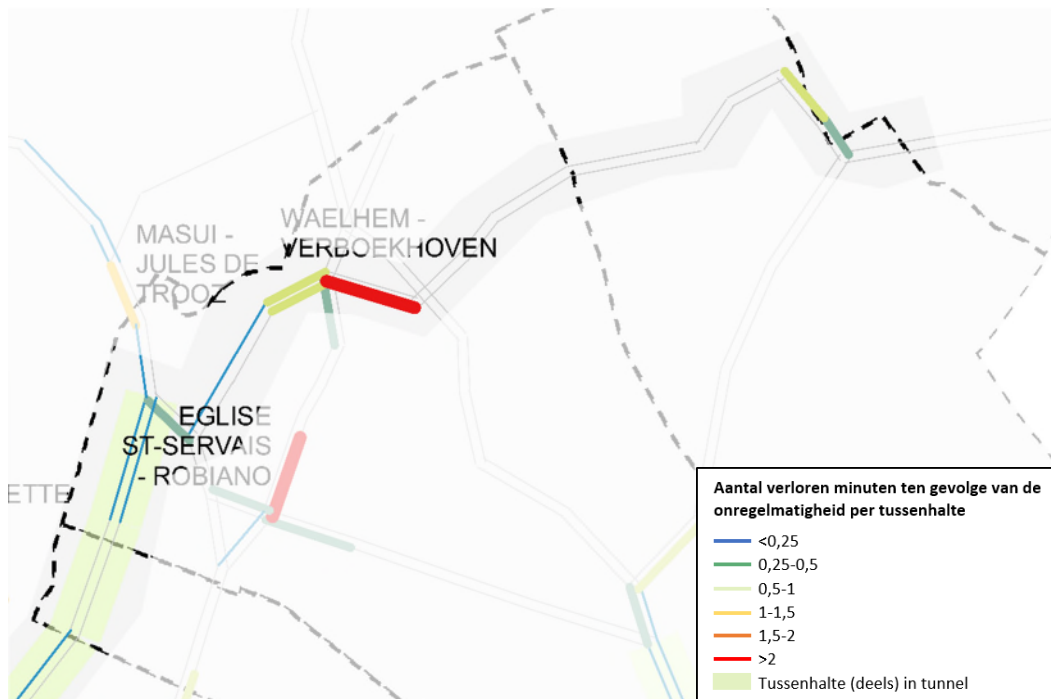 WAELHEM -
VERBOEKHOVEN
MASUI -
JULES DE
TROOZ
EGLISE
ST-SERVAIS
- ROBIANO
ETTE
Aantal verloren minuten ten gevolge van de
onregelmatigheid per tussenhalte
<0,25
0,25-0,5
0,5-1
1-1,5
1,5-2
>2
Tussenhalte (deels) in tunnel